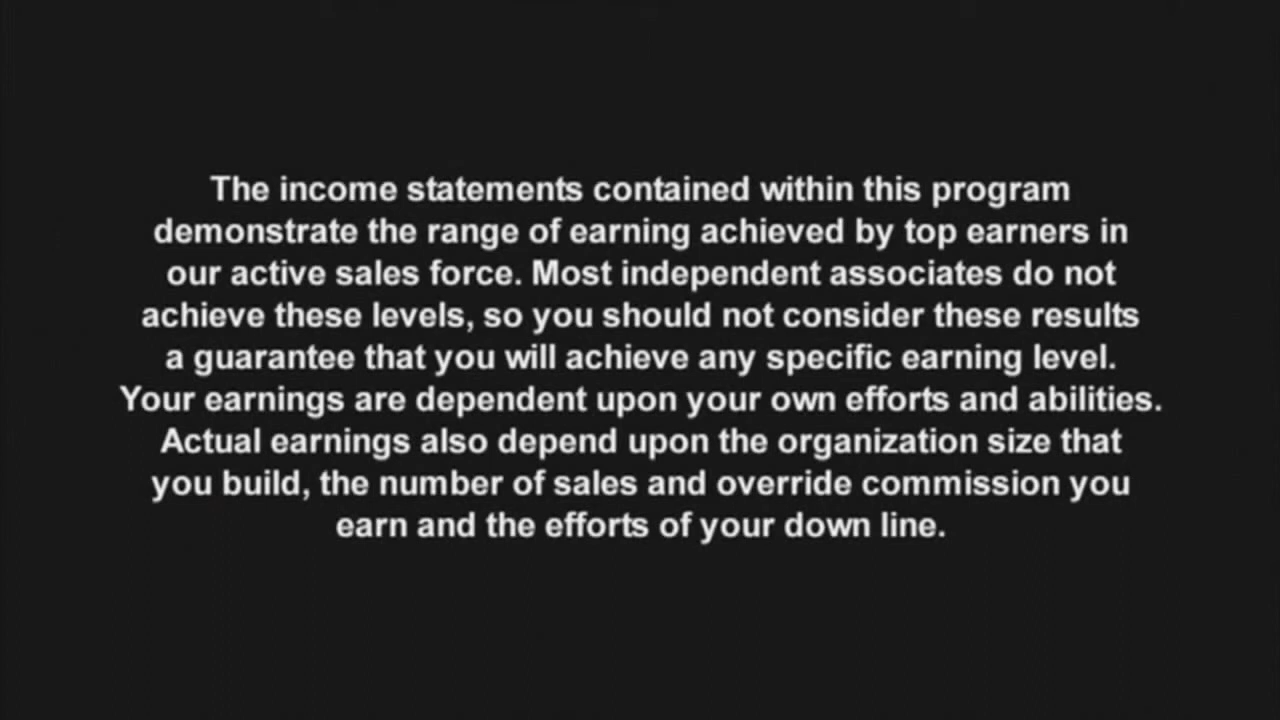 The income statements contained within this program
demonstrate the range of earning achieved by top earners in
our active sales force. Most independent associates do not
achieve these levels, so you should not consider these results
a guarantee that you will achieve any specific earning level.
Your earnings are dependent upon your own efforts and abilities.
Actual earnings also depend upon the organization size that
you build, the number of sales and override commission you
earn and the efforts of your down line.